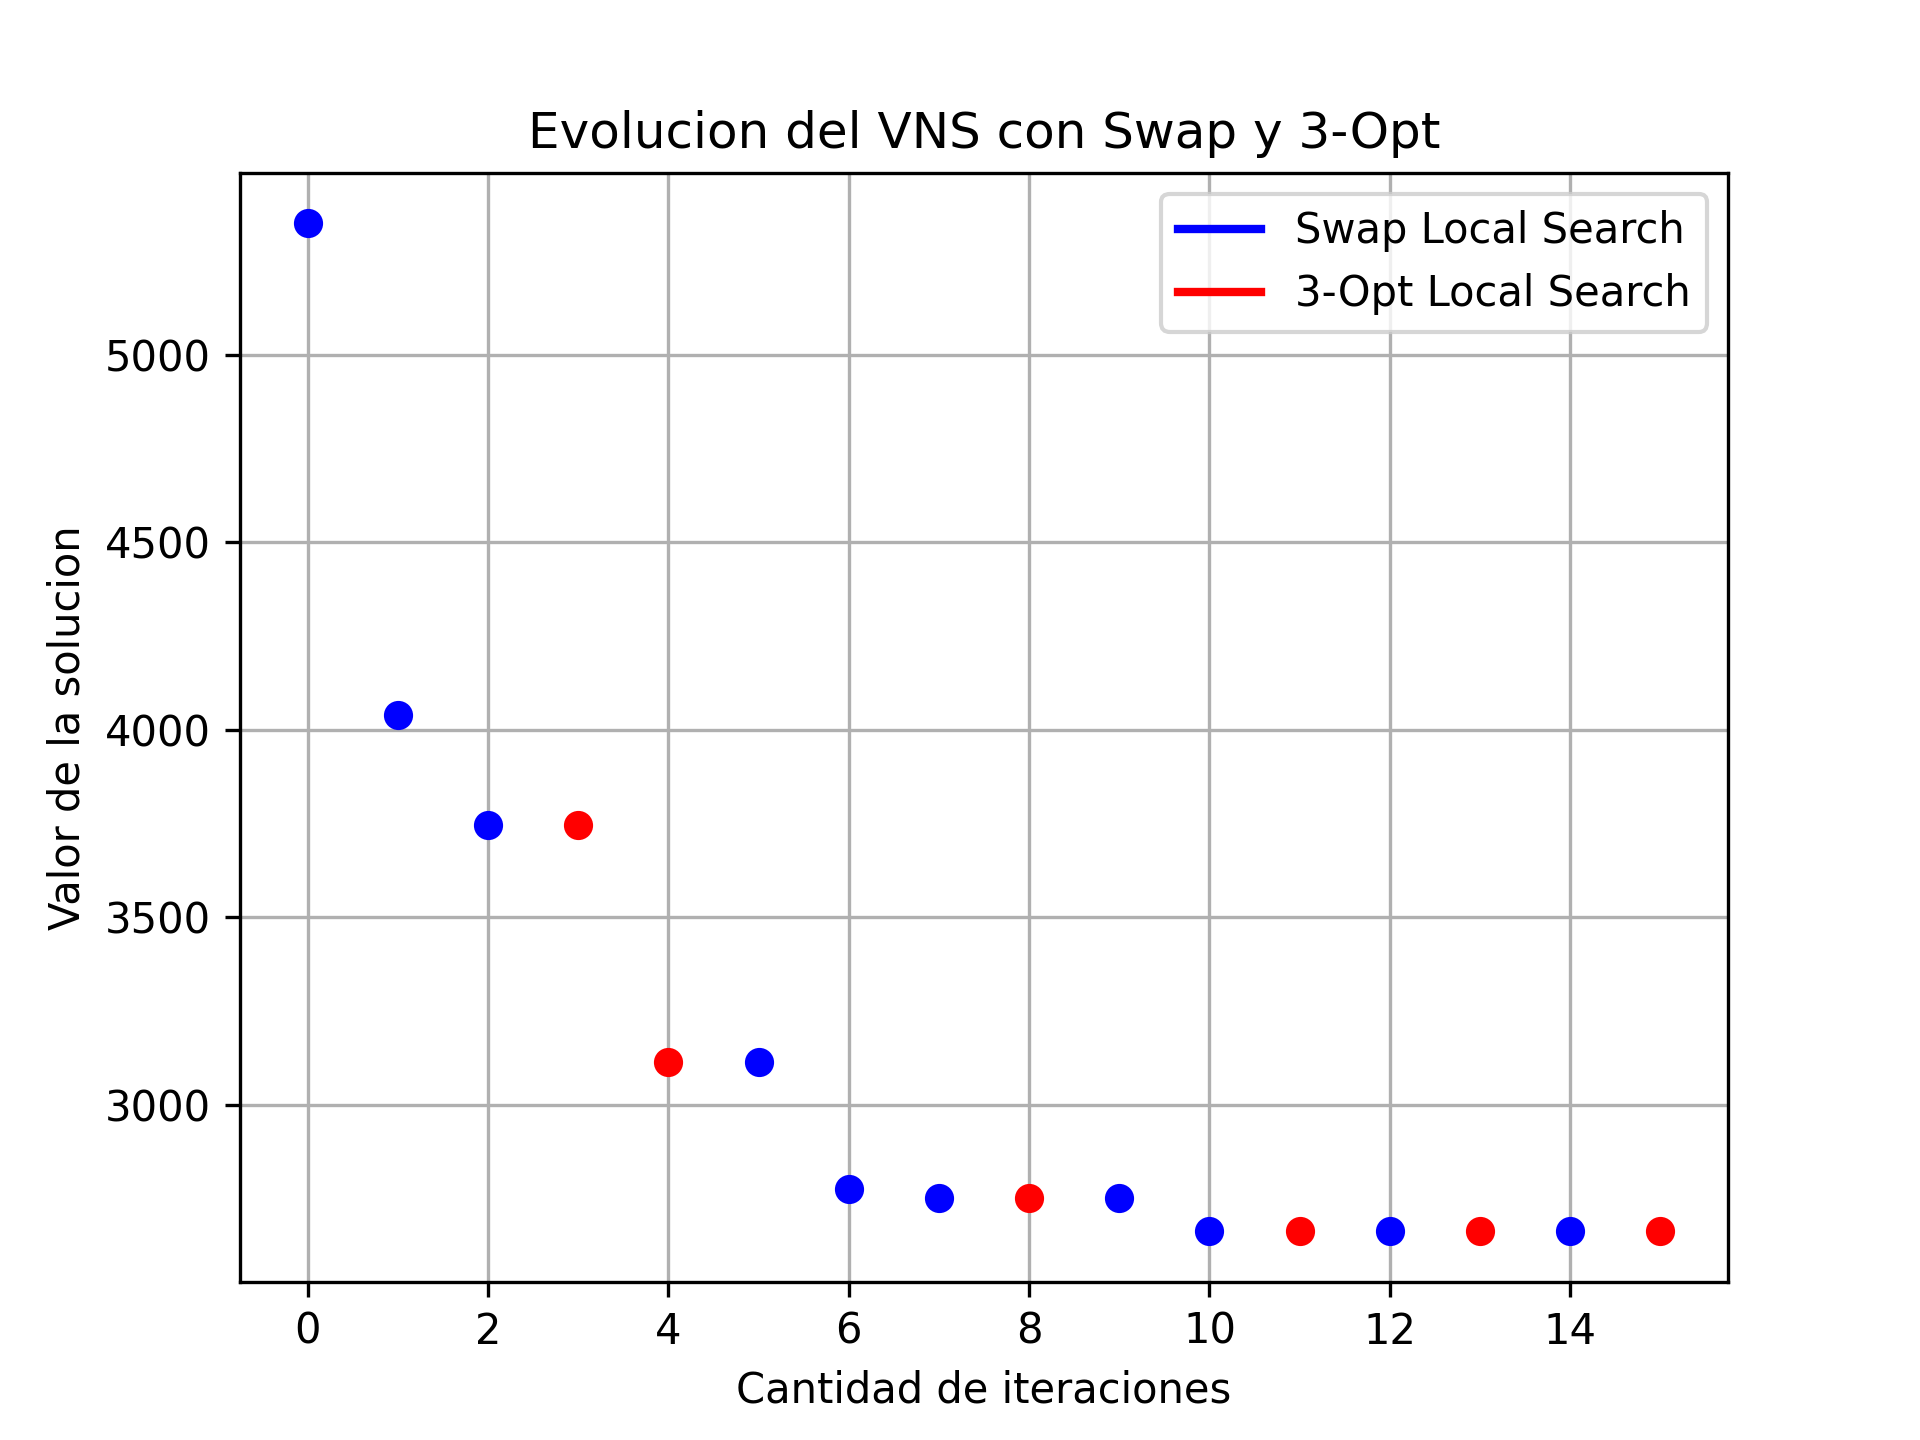 Evolucion del VNS con Swap y 3-Opt
Swap Local Search
3-Opt Local Search
5000
4500
4000
3500
3000
Valor de la solucion
0 2 4 6 8 10 12 14
Cantidad de iteraciones